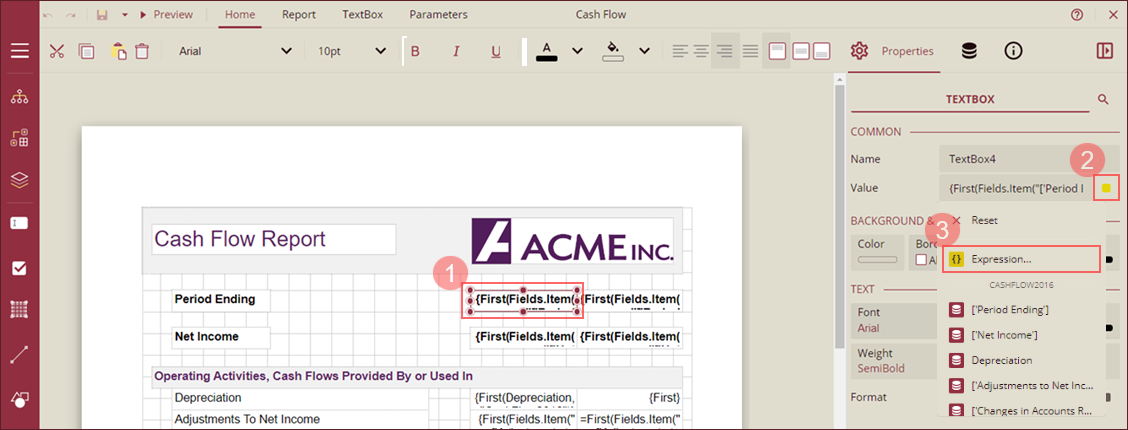 Preview Home Report TextBox Parameters Cash Flow
Arial 10pt B I U A Properties
TEXTBOX
COMMON
Name TextBox4
2
Value {First(Fields.Item("['Period I
BACKGROUND & Reset
3
Color Bor
A
{} Expression...
CASHFLOW2016
TEXT
Font
Arial
['Period Ending']
['Net Income']
Weight
SemiBold
Depreciation
['Adjustments to Net Inc...
Format
['Changes in Accounts R...
Cash Flow Report
ACME INC.
1
Period Ending {First(Fields.Item( {First(Fields.Item(
Net Income {First(Fields.Item( {First(Fields.Item(
Operating Activities, Cash Flows Provided By or Used In
Depreciation {First(Depreciation, {First}
Adjustments To Net Income {First(Fields.Item(" =First(Fields.Item("